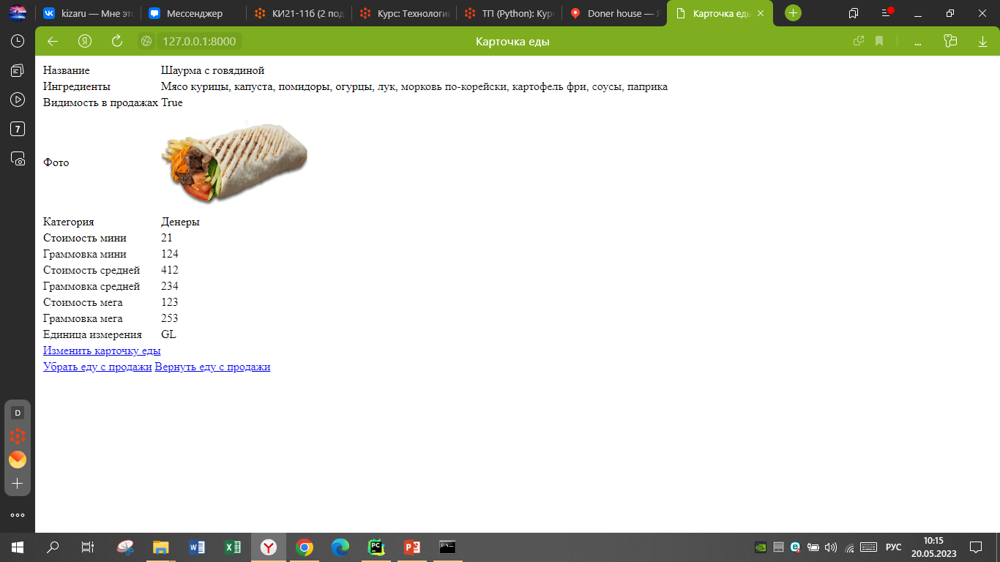 kizaru — Мне это
Мессенджер
КИ21-11б (2 под
Курс: Технологи
ТП (Python): Кур
Doner house — Я
Карточка еды
127.0.0.1:8000
Карточка еды
...
7
Название Шаурма с говядиной
Ингредиенты Мясо курицы, капуста, помидоры, огурцы, лук, морковь по-корейски, картофель фри, соусы, паприка
Видимость в продажах True
Фото
Категория Денеры
Стоимость мини 21
Граммовка мини 124
Стоимость средней 412
Граммовка средней 234
Стоимость мега 123
Граммовка мега 253
Единица измерения GL
Изменить карточку еды
Убрать еду с продажи Вернуть еду с продажи
D
РУС
10:15
20.05.2023